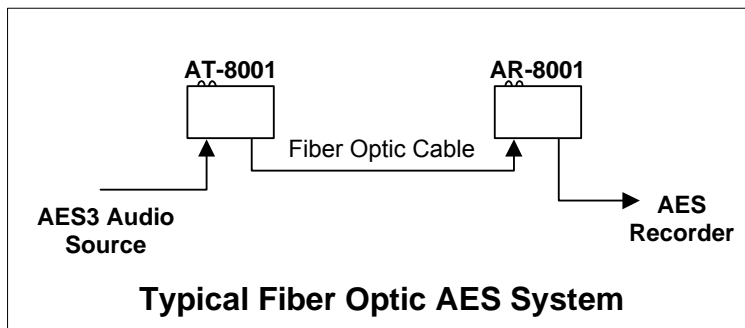 AT-8001
AR-8001
Fiber Optic Cable
AES3 Audio
Source
AES
Recorder
Typical Fiber Optic AES System